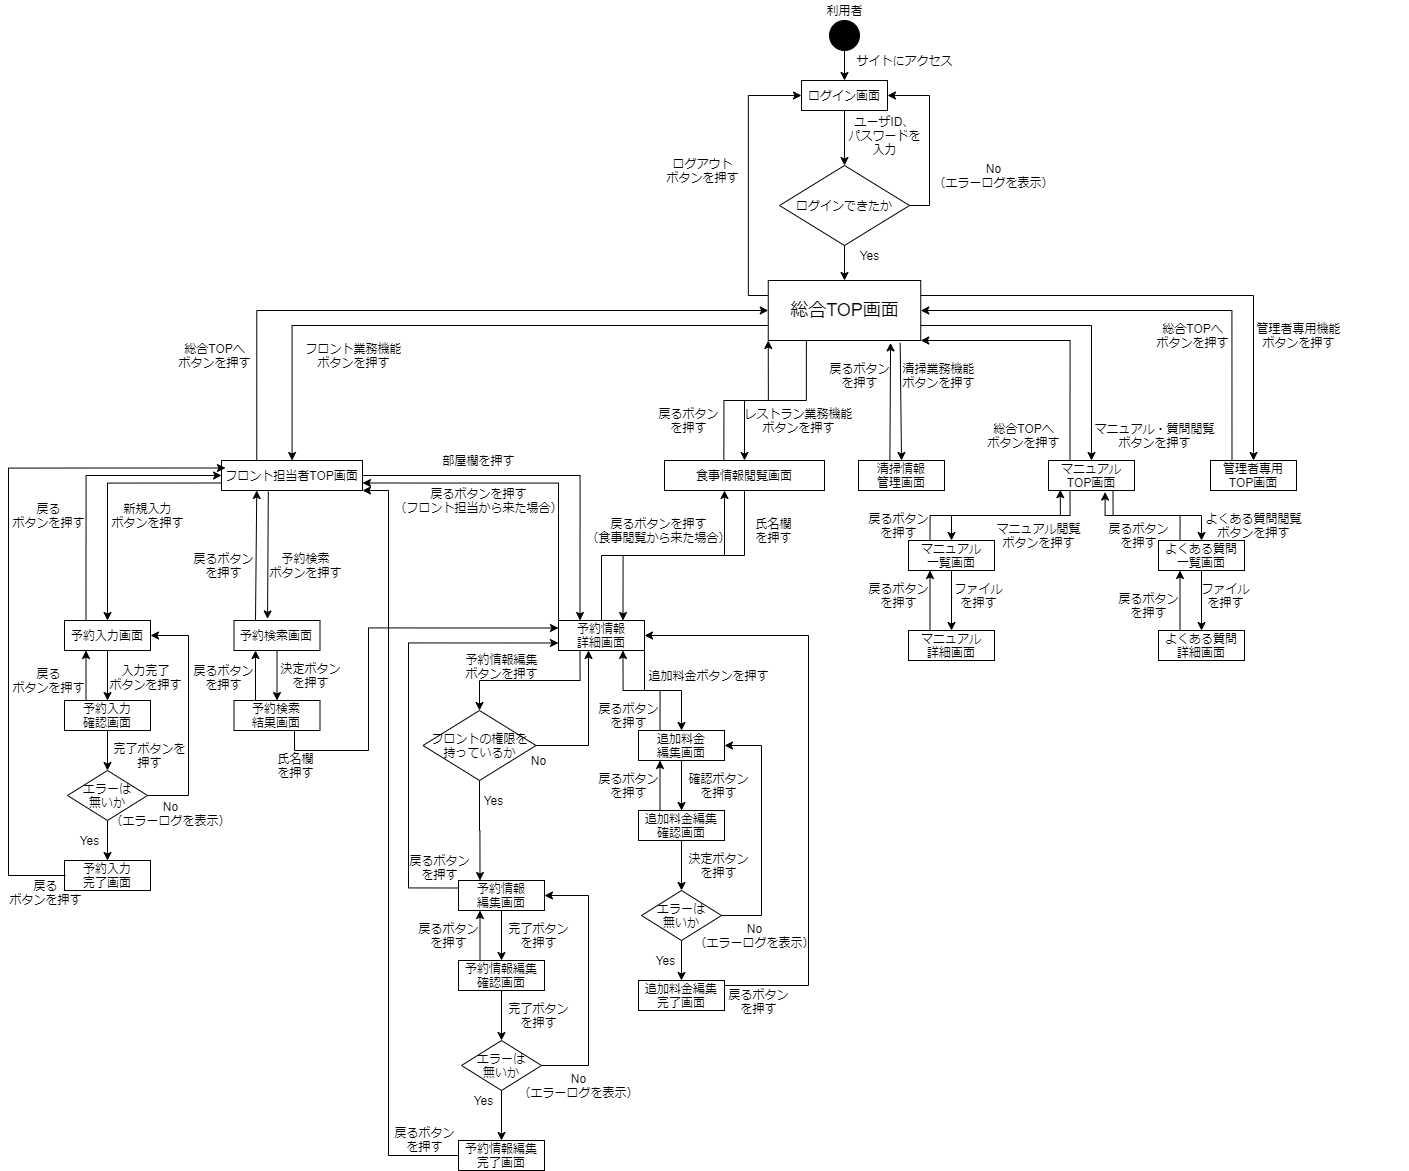 利用者
サイトにアクセス
ログイン画面
ユーザID、
パスワードを
入力
ログアウト
ボタンを押す
No
（エラーログを表示）
ログインできたか
Yes
総合TOP画面
総合TOPへ
ボタンを押す
フロント業務機能
ボタンを押す
戻るボタン
を押す
清掃業務機能
ボタンを押す
総合TOPへ
ボタンを押す
管理者専用機能
ボタンを押す
戻るボタン
を押す
レストラン業務機能
ボタンを押す
総合TOPへ
ボタンを押す
マニュアル・質問閲覧
ボタンを押す
フロント担当者TOP画面
部屋欄を押す
食事情報閲覧画面
清掃情報
管理画面
マニュアル
TOP画面
管理者専用
TOP画面
戻る
ボタンを押す
新規入力
ボタンを押す
戻るボタンを押す
（フロント担当から来た場合）
戻るボタンを押す
（食事閲覧から来た場合）
氏名欄
を押す
戻るボタン
を押す
マニュアル閲覧
ボタンを押す
戻るボタン
を押す
よくある質問閲覧
ボタンを押す
戻るボタン
を押す
予約検索
ボタンを押す
マニュアル
一覧画面
よくある質問
一覧画面
戻るボタン
を押す
ファイル
を押す
戻るボタン
を押す
ファイル
を押す
予約入力画面
予約検索画面
予約情報
詳細画面
マニュアル
詳細画面
よくある質問
詳細画面
戻る
ボタンを押す
入力完了
ボタンを押す
戻るボタン
を押す
決定ボタン
を押す
予約情報編集
ボタンを押す
追加料金ボタンを押す
予約入力
確認画面
予約検索
結果画面
戻るボタン
を押す
完了ボタンを
押す
氏名欄
を押す
フロントの権限を
持っているか
No
追加料金
編集画面
エラーは
無いか
No
（エラーログを表示）
Yes
戻るボタン
を押す
確認ボタン
を押す
Yes
追加料金編集
確認画面
予約入力
完了画面
戻る
ボタンを押す
戻るボタン
を押す
決定ボタン
を押す
予約情報
編集画面
エラーは
無いか
No
（エラーログを表示）
戻るボタン
を押す
完了ボタン
を押す
Yes
予約情報編集
確認画面
追加料金編集
完了画面
戻るボタン
を押す
完了ボタン
を押す
エラーは
無いか
No
（エラーログを表示）
Yes
戻るボタン
を押す
予約情報編集
完了画面